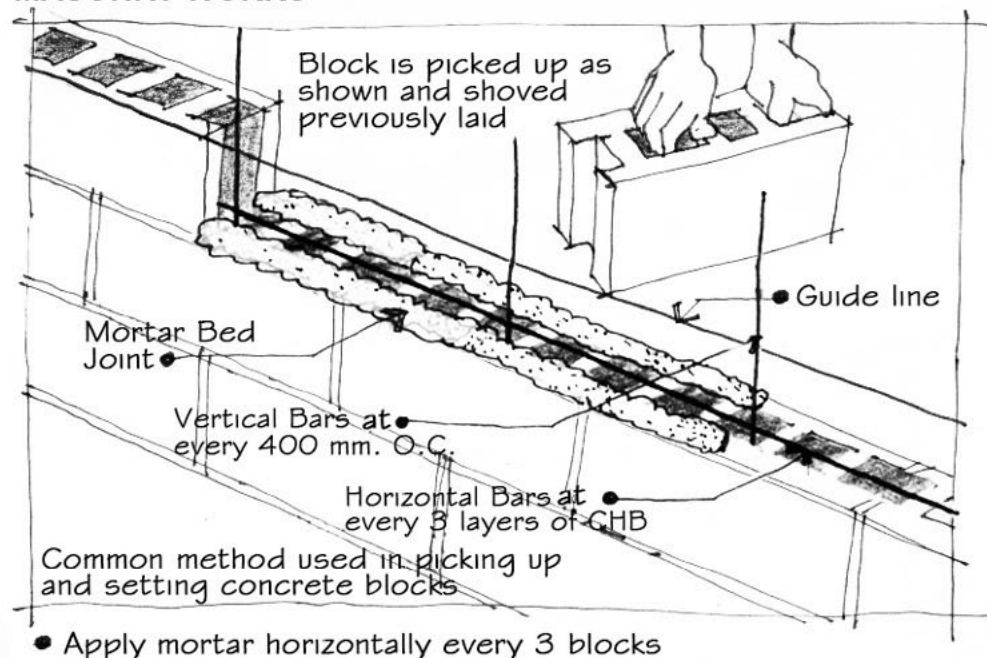 Block is picked up as
shown and shoved
previously laid
Guide line
Mortar Bed
Joint
Vertical Bars at
every 400 mm. O.C.
Horizontal Bars at
every 3 layers of CHB
Common method used in picking up
and setting concrete blocks
• Apply mortar horizontally every 3 blocks